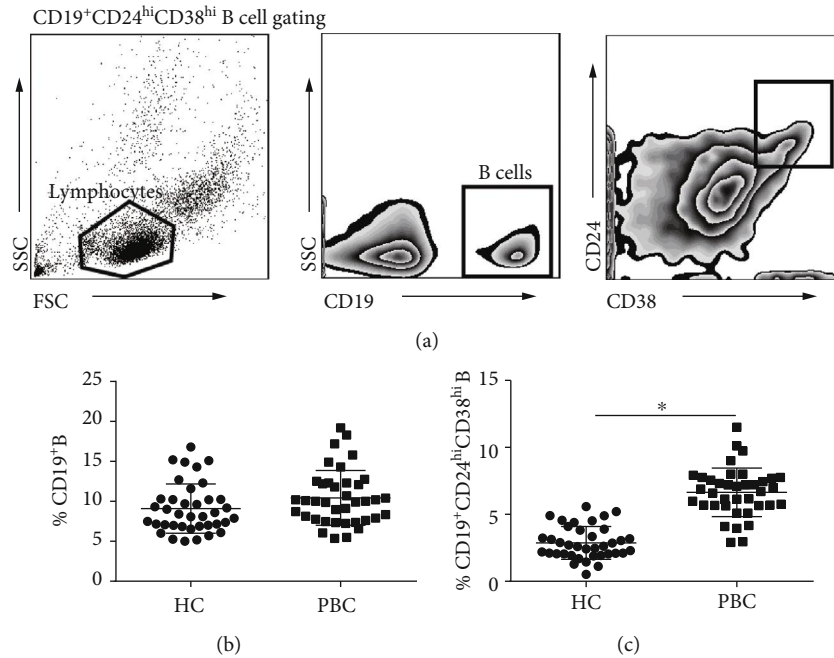 CD19⁺CD24ʰⁱCD38ʰⁱ B cell gating
SSC
Lymphocytes
FSC
SSC
B cells
CD19
CD24
CD38
(a)
% CD19⁺B
25
20
15
10
5
0
HC
PBC
(b)
% CD19⁺CD24ʰⁱCD38ʰⁱ B
15
10
5
0
*
HC
PBC
(c)